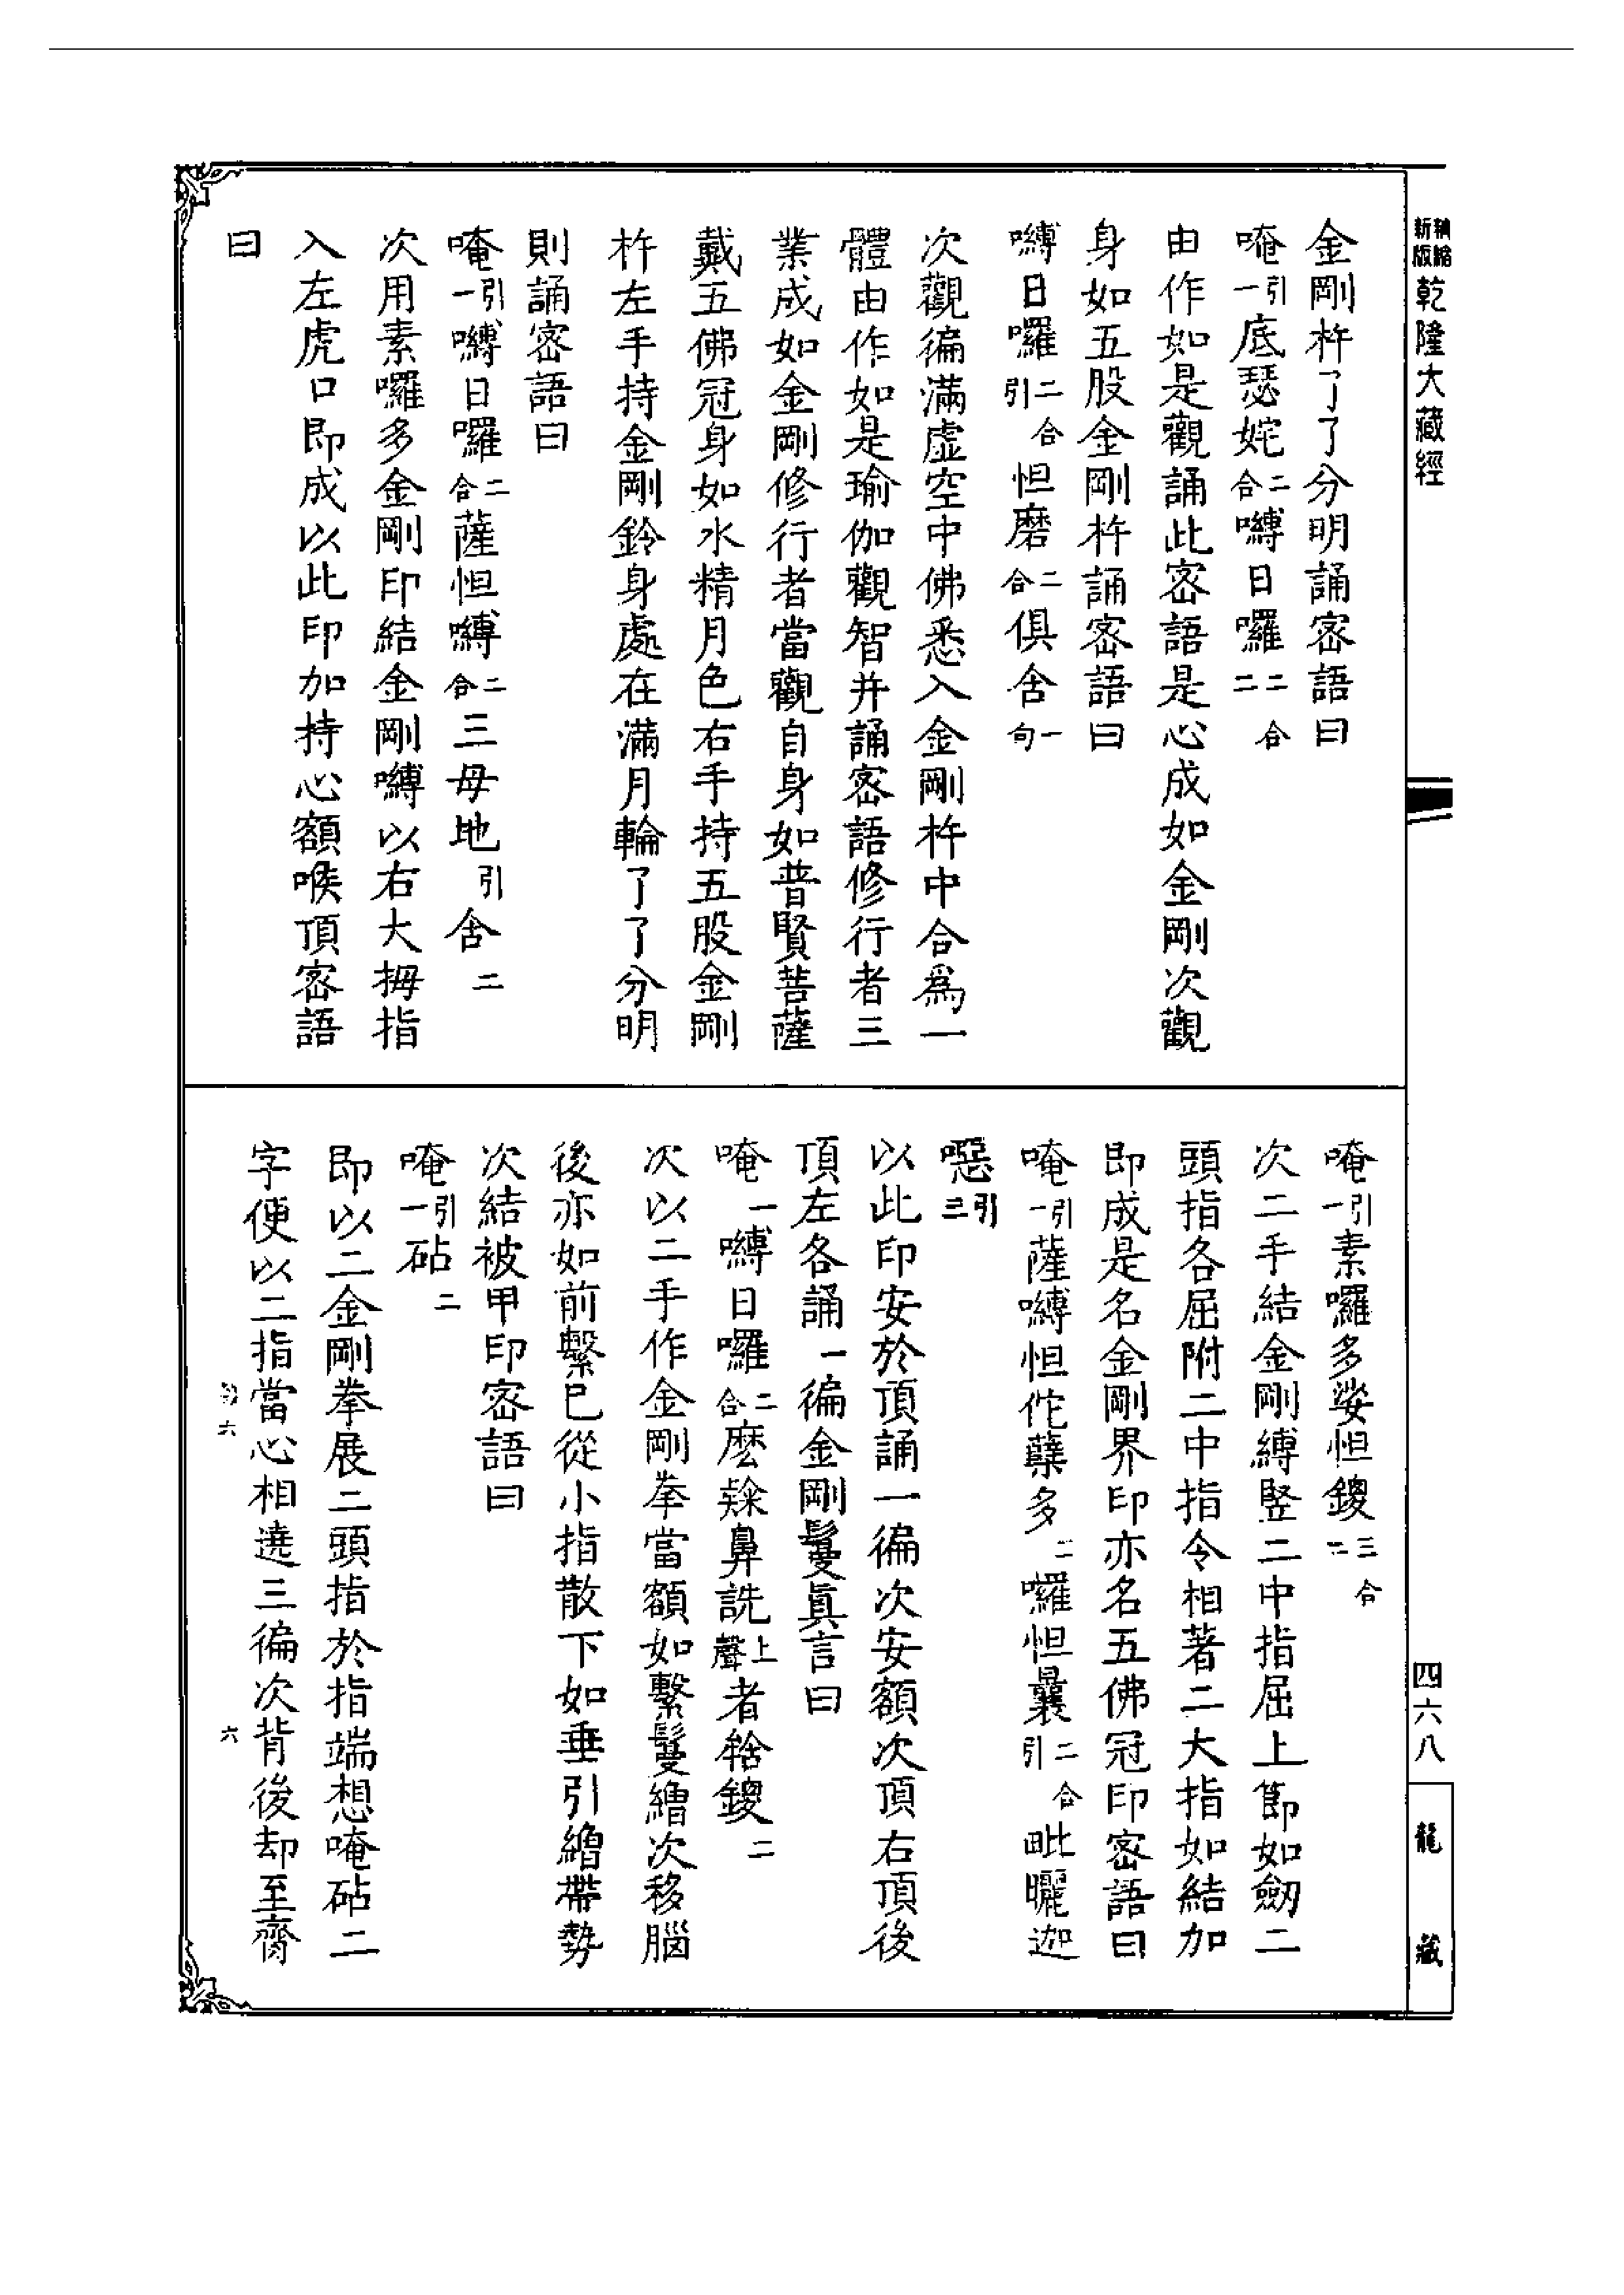 精縮新版 乾隆大藏經
四六八
龍藏
金剛杵了了分明誦密語曰
唵引一底瑟姹二合嚩日囉二合二
由作如是觀誦此密語是心成如金剛次觀
身如五股金剛杵誦密語曰
嚩日囉二合引怛磨二合俱含一句
次觀徧滿虛空中佛悉入金剛杵中合爲一
體由作如是瑜伽觀智并誦密語修行者三
業成如金剛修行者當觀自身如普賢菩薩
戴五佛冠身如水精月色右手持五股金剛
杵左手持金剛鈴身處在滿月輪了了分明
則誦密語曰
唵引一嚩日囉二合薩怛嚩二合三母地引含二
次用素囉多金剛印結金剛嚩以右大拇指
入左虎口即成以此印加持心額喉頂密語
曰
唵引一素囉多娑怛鑁三合二
次二手結金剛縛豎二中指屈上節如劒二
頭指各屈附二中指令相著二大指如結加
即成是名金剛界印亦名五佛冠印密語曰
唵引一薩嚩怛佗蘖多二囉怛曩二合引毗曬迦
噁引三
以此印安於頂誦一徧次安額次頂右頂後
頂左各誦一徧金剛鬘眞言曰
唵一嚩日囉二合麽㰆鼻詵上聲者牶鑁二
次以二手作金剛拳當額如繫鬘繒次移腦
後亦如前繫已從小指散下如垂引繒帶勢
次結被甲印密語曰
唵引一砧二
即以二金剛拳展二頭指於指端想唵砧二
字便以二指當心相遶三徧次背後却至齊
六
六